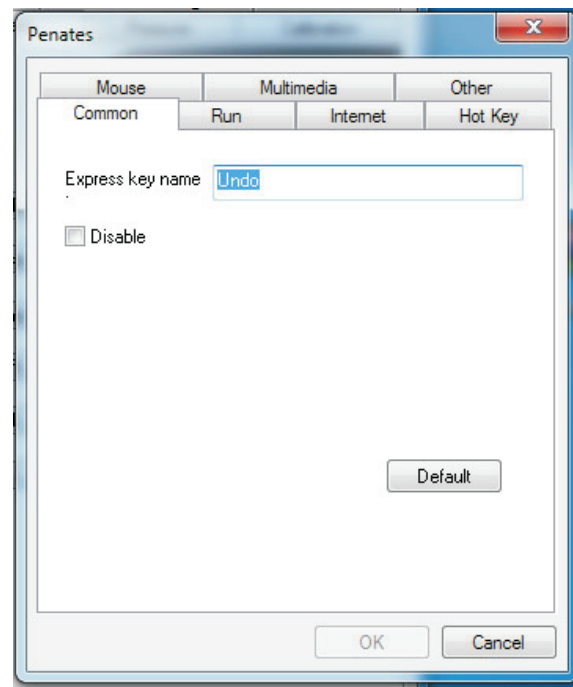 Penates
Mouse Multimedia Other
Common Run Internet Hot Key
Express key name
:
Undo
Disable
Default
OK Cancel